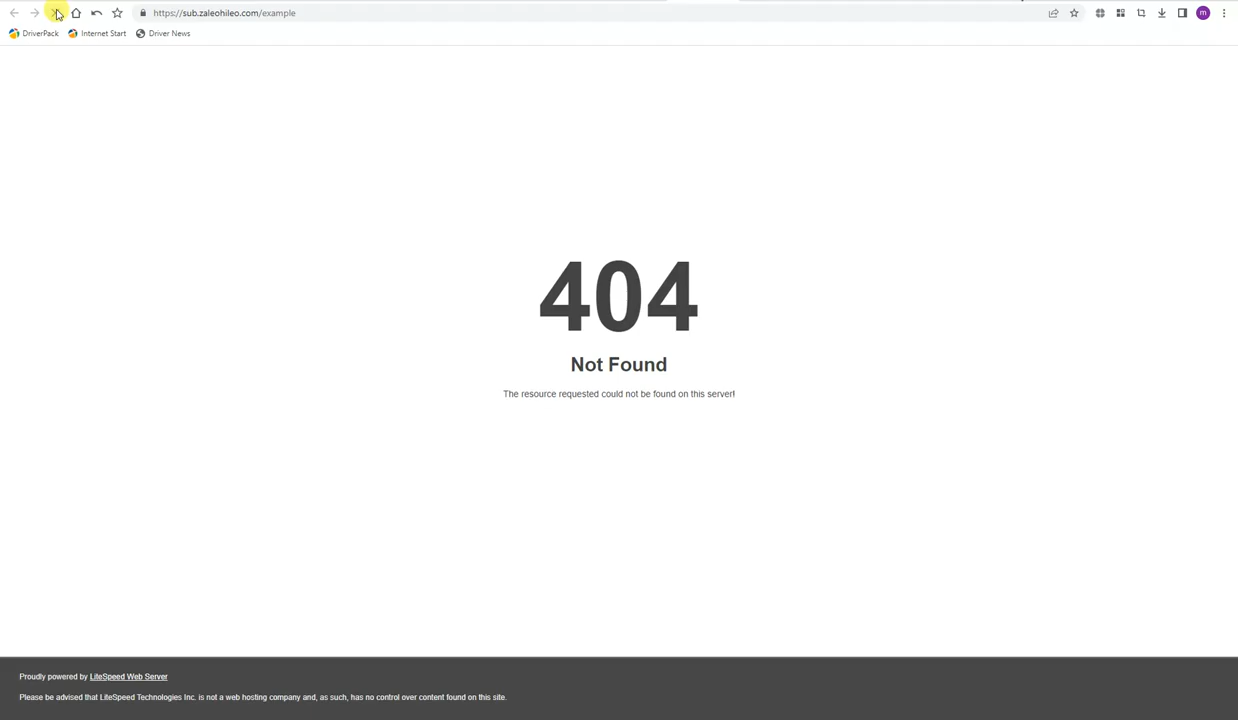 https://sub.zaleohileo.com/example
m
DriverPack Internet Start Driver News
404
Not Found
The resource requested could not be found on this server!
Proudly powered by LiteSpeed Web Server
Please be advised that LiteSpeed Technologies Inc. is not a web hosting company and, as such, has no control over content found on this site.